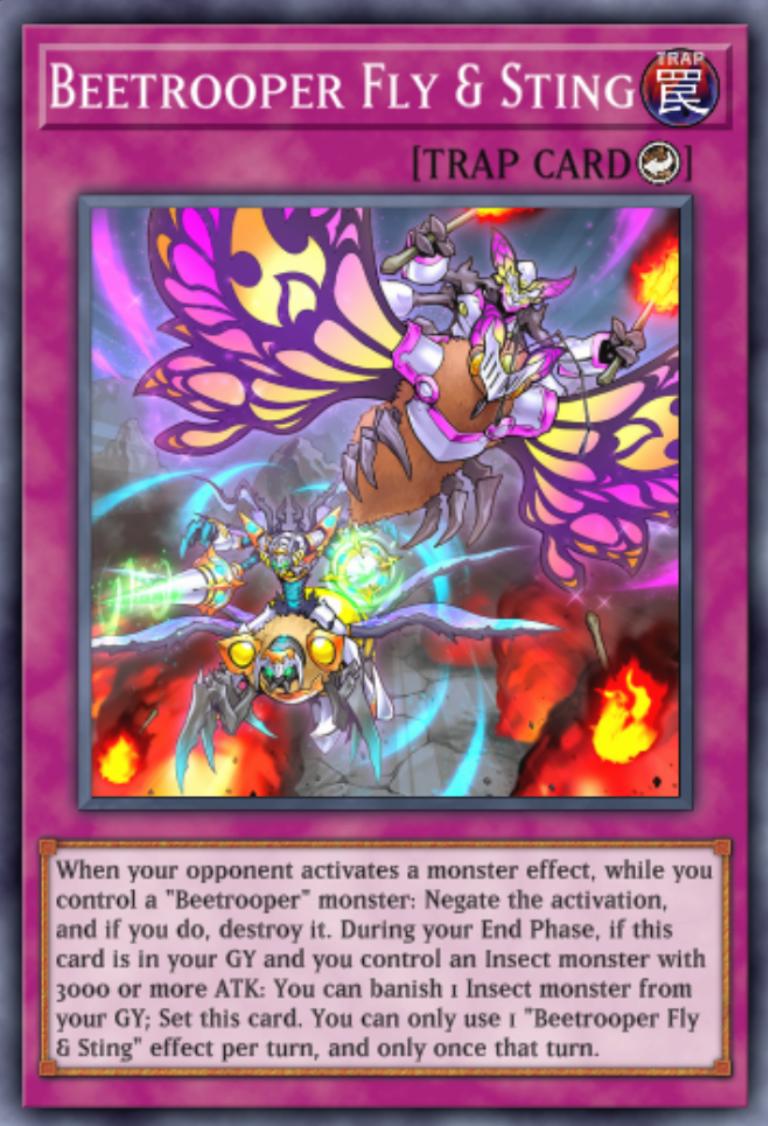 BEETROOPER FLY & STING
TRAP
罠
[TRAP CARD]
When your opponent activates a monster effect, while you
control a "Beetrooper" monster: Negate the activation,
and if you do, destroy it. During your End Phase, if this
card is in your GY and you control an Insect monster with
3000 or more ATK: You can banish 1 Insect monster from
your GY; Set this card. You can only use 1 "Beetrooper Fly
& Sting" effect per turn, and only once that turn.